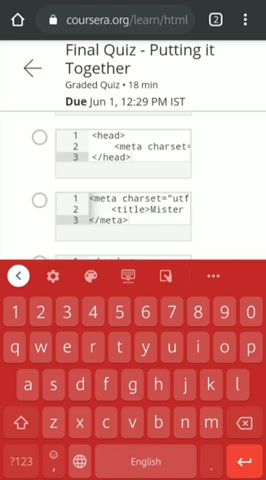 coursera.org/learn/html
2
Final Quiz - Putting it
Together
Graded Quiz • 18 min
Due Jun 1, 12:29 PM IST
1 <head>
2 <meta charset=
3 </head>
1 <meta charset="utf
2 <title>Mister
3 </meta>
1 2 3 4 5 6 7 8 9 0
q w e r t y u i o p
a s d f g h j k l
z x c v b n m
?123 , English .